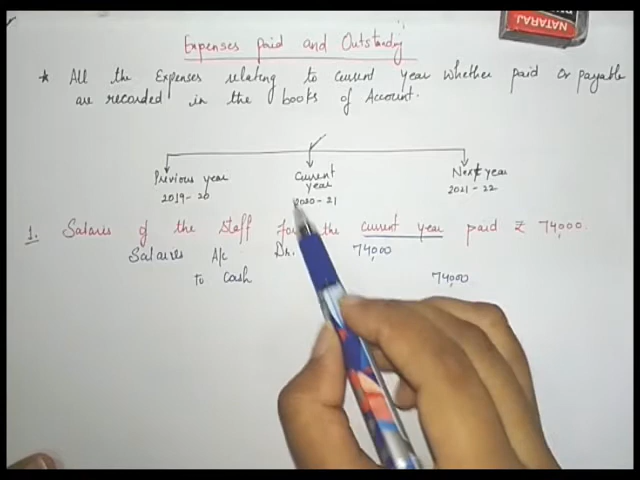 NATARAJ
Expenses Paid and Outstanding
* All the Expenses relating to current year whether paid or payable
are recorded in the books of Account.
Previous year Current year Next year
2019-20 2020-21 2021-22
1. Salaries of the Staff for the current year paid ₹ 74,000.
Salaries A/c Dr. 74,000
To Cash 74,000